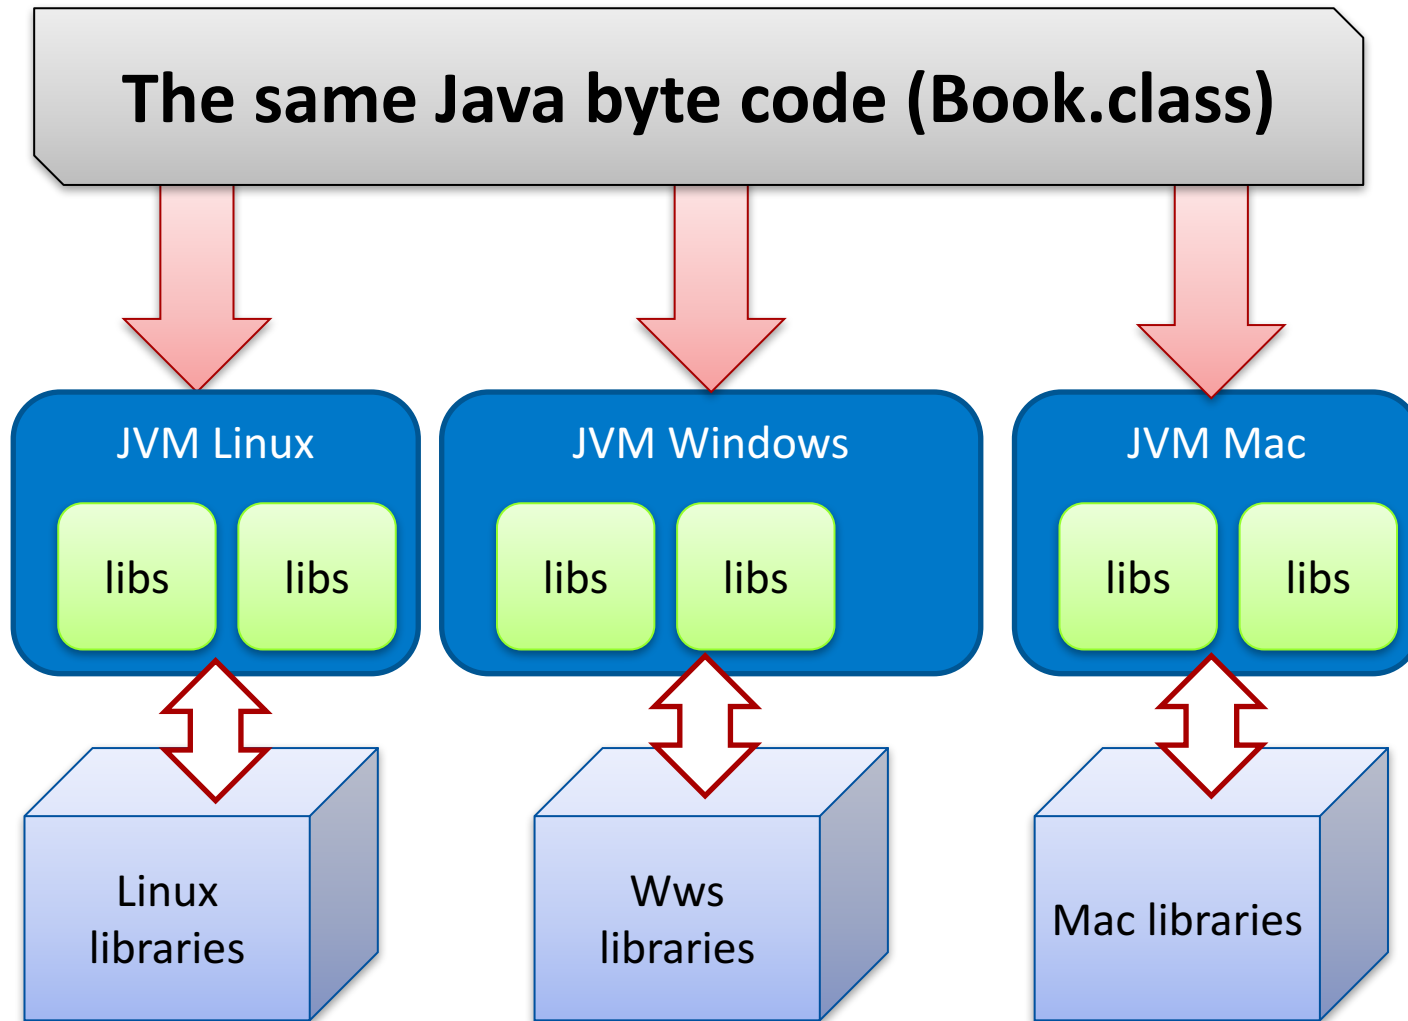 The same Java byte code (Book.class)
JVM Linux
libs
libs
JVM Windows
libs
libs
JVM Mac
libs
libs
Linux
libraries
Wws
libraries
Mac libraries